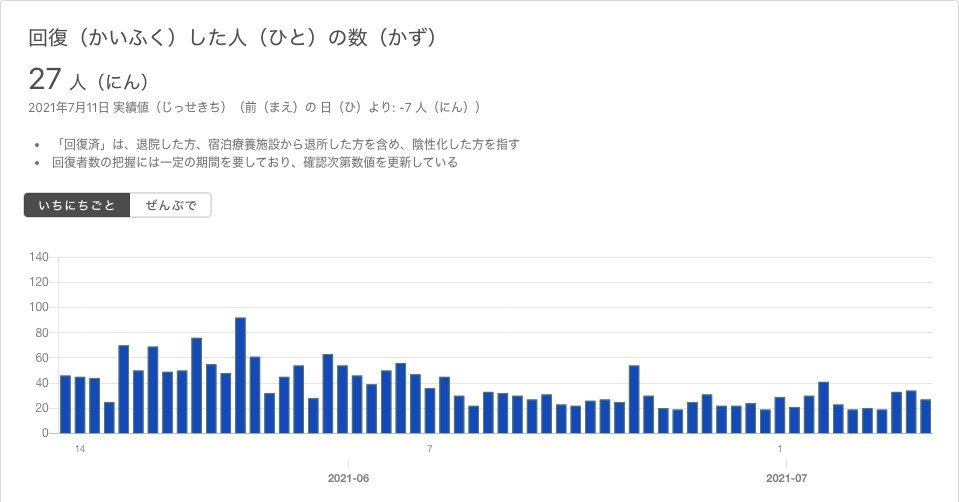 回復（かいふく）した人（ひと）の数（かず）
27 人（にん）
2021年7月11日 実績値（じっせきち）（前（まえ）の 日（ひ）より: -7 人（にん））
• 「回復済」は、退院した方、宿泊療養施設から退所した方を含め、陰性化した方を指す
• 回復者数の把握には一定の期間を要しており、確認次第数値を更新している
いちにちごと ぜんぶで
140
120
100
80
60
40
20
0
14 7 1
2021-06 2021-07